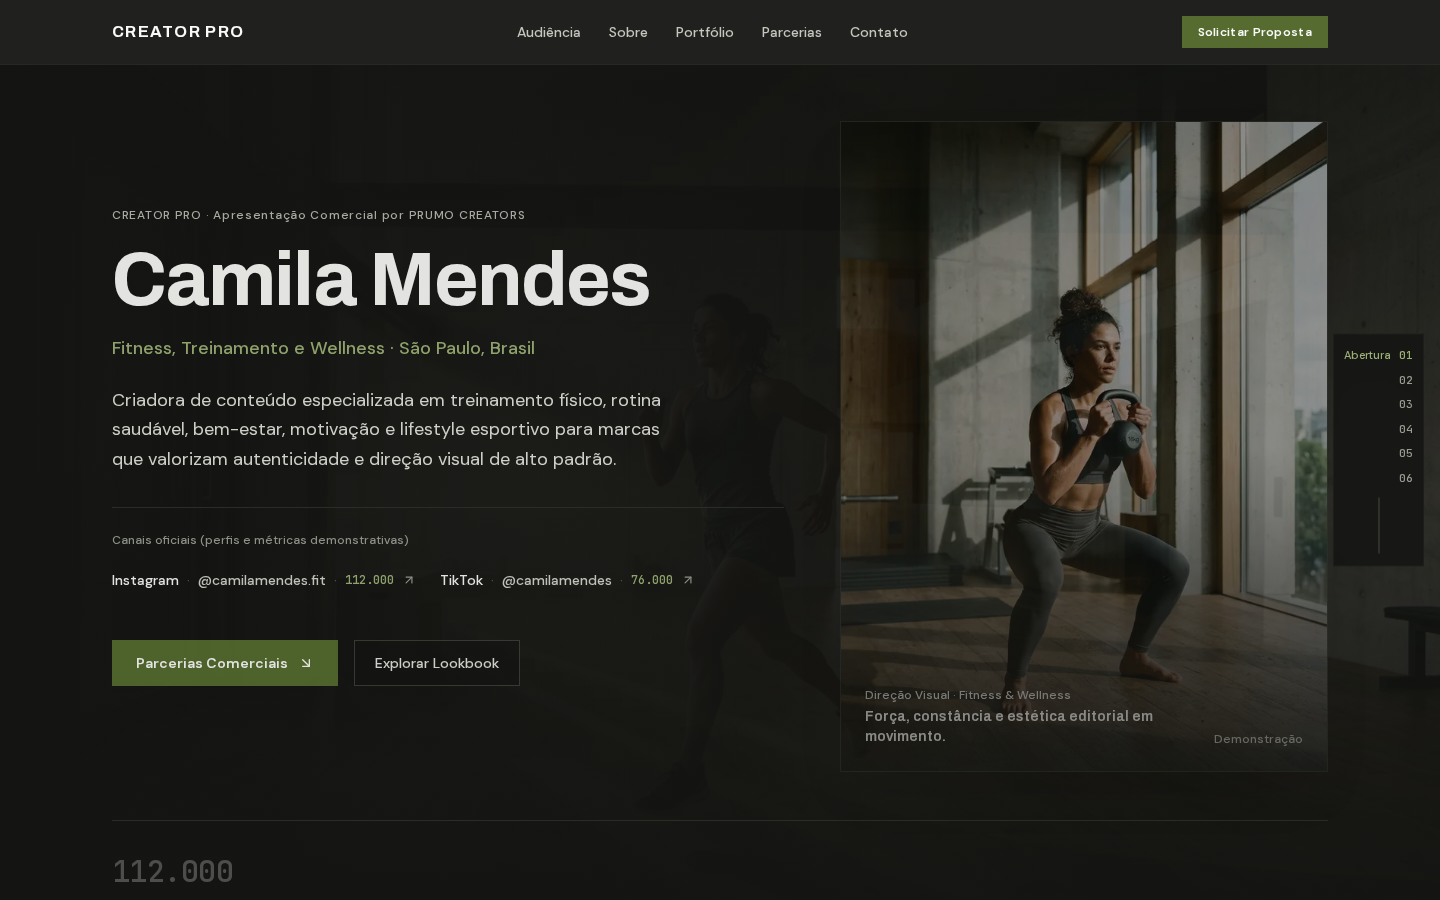 CREATOR PRO
Audiência Sobre Portfólio Parcerias Contato
Solicitar Proposta
CREATOR PRO · Apresentação Comercial por PRUMO CREATORS
Camila Mendes
Fitness, Treinamento e Wellness · São Paulo, Brasil
Criadora de conteúdo especializada em treinamento físico, rotina
saudável, bem-estar, motivação e lifestyle esportivo para marcas
que valorizam autenticidade e direção visual de alto padrão.
Canais oficiais (perfis e métricas demonstrativas)
Instagram · @camilamendes.fit · 112.000 ↗ TikTok · @camilamendes · 76.000 ↗
Parcerias Comerciais ↘
Explorar Lookbook
Direção Visual · Fitness & Wellness
Força, constância e estética editorial em
movimento.
Demonstração
Abertura 01
02
03
04
05
06
112.000